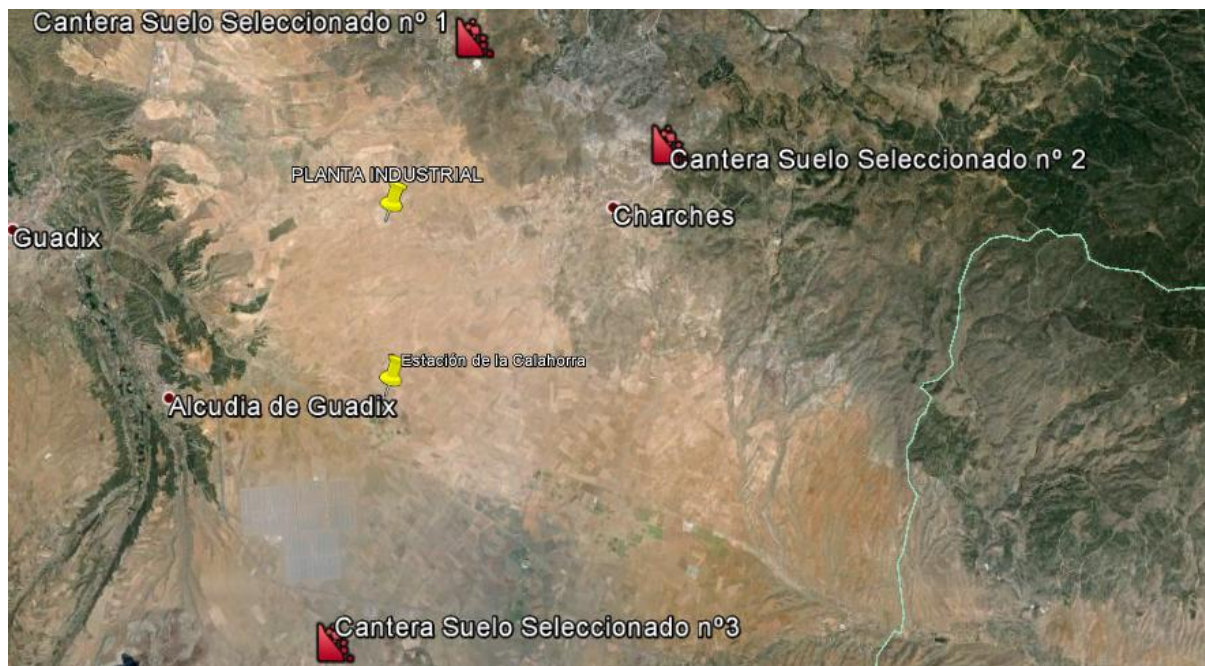 Cantera Suelo Seleccionado nº 1
Cantera Suelo Seleccionado nº 2
PLANTA INDUSTRIAL
Charches
Guadix
Estación de la Calahorra
Alcudia de Guadix
Cantera Suelo Seleccionado nº3